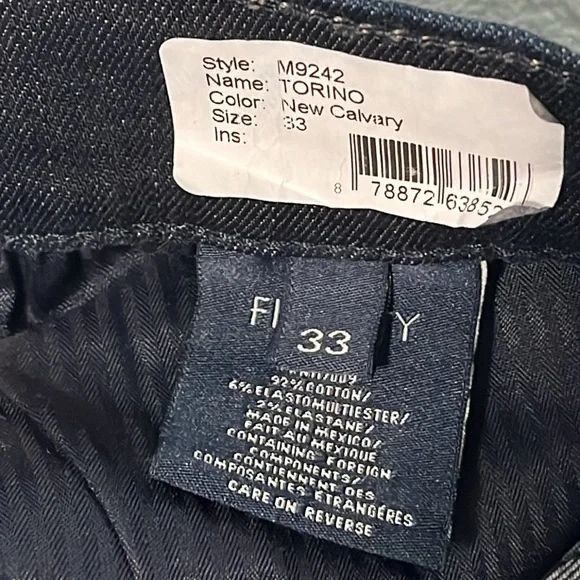 Style: M9242
Name: TORINO
Color: New Calvary
Size: 33
Ins:
8 78872 6385
FI Y
33
92% COTTON/
6% ELASTOMULTIESTER/
2% ELASTANE/
MADE IN MEXICO/
FAIT AU MEXIQUE
CONTAINING FOREIGN
COMPONENTS/
CONTIENNENT DES
COMPOSANTES ÉTRANGÉRES
CARE ON REVERSE